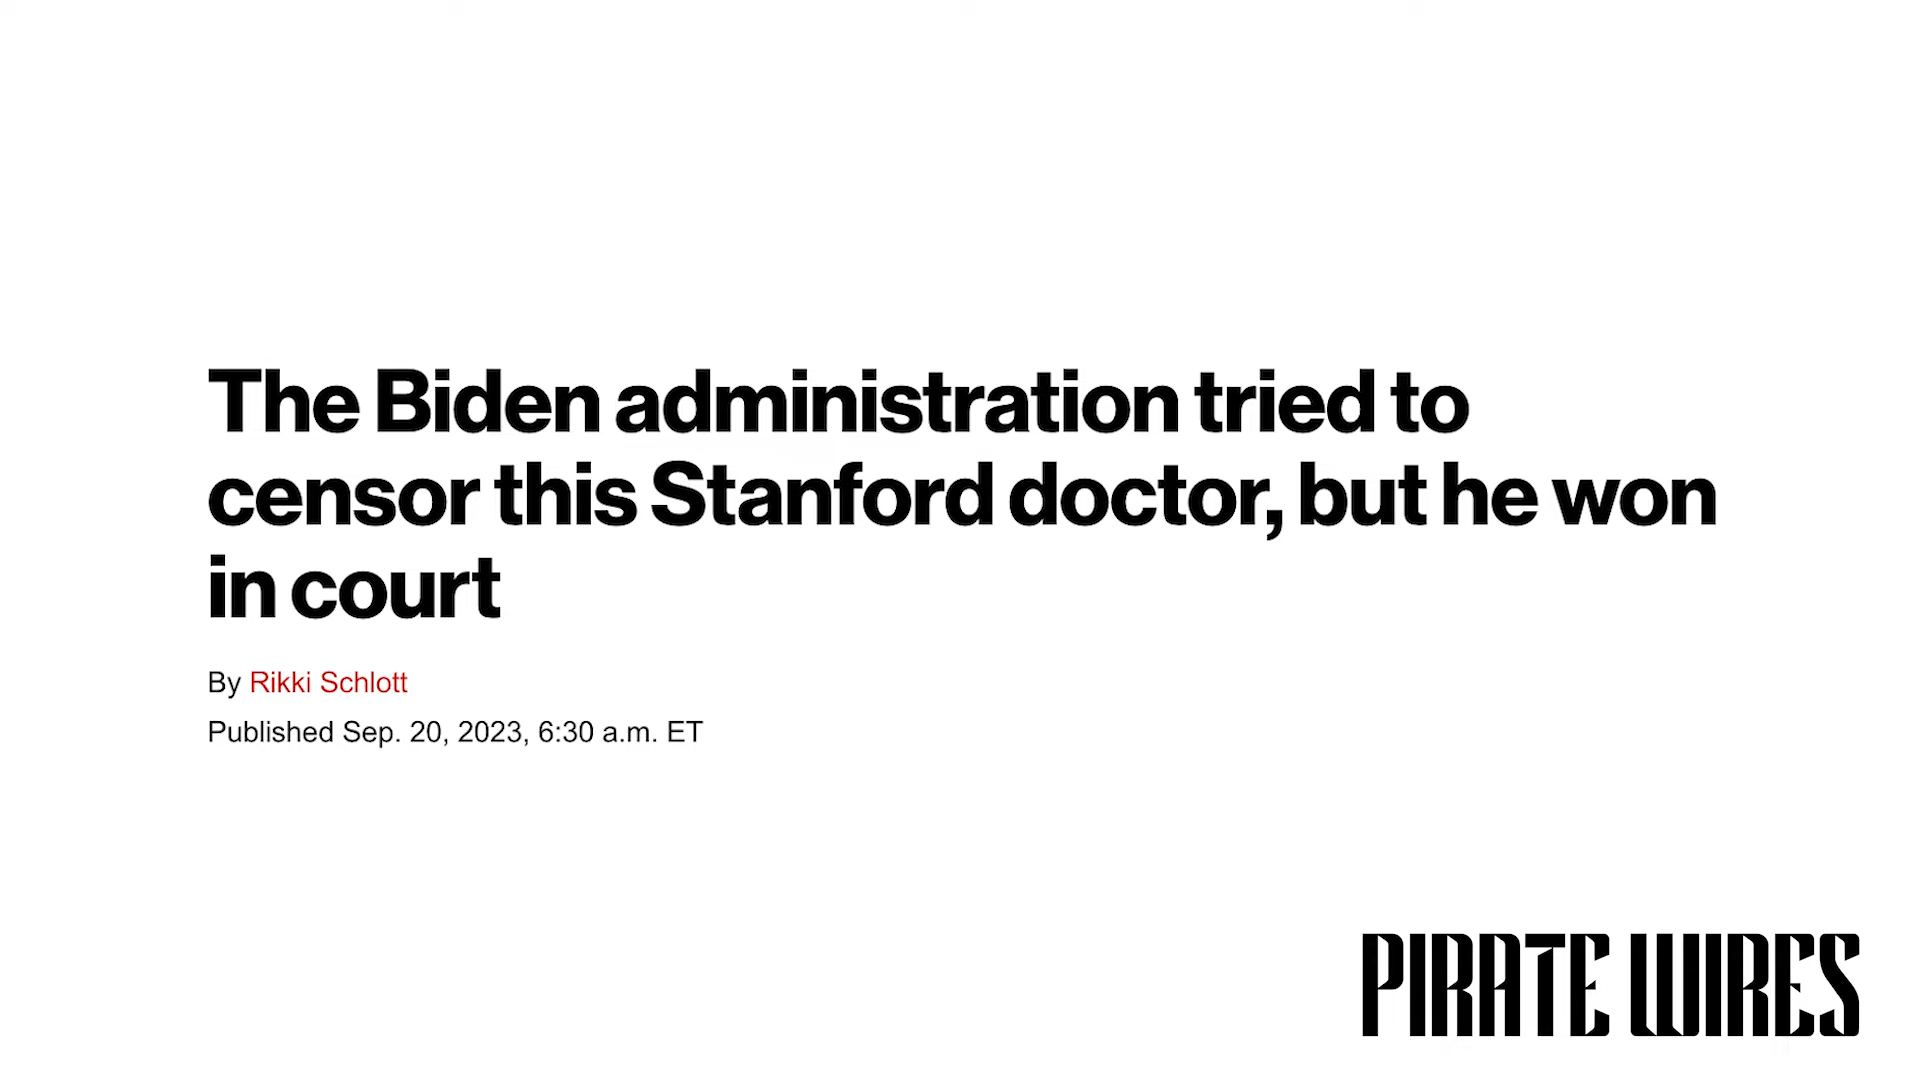 The Biden administration tried to
censor this Stanford doctor, but he won
in court
By Rikki Schlott
Published Sep. 20, 2023, 6:30 a.m. ET
PIRATE WIRES